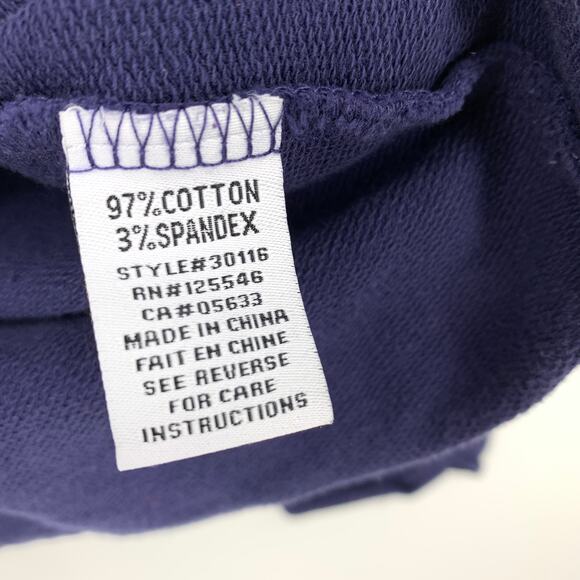 97%COTTON
3%SPANDEX
STYLE#30116
RN#125546
CA#05633
MADE IN CHINA
FAIT EN CHINE
SEE REVERSE
FOR CARE
INSTRUCTIONS